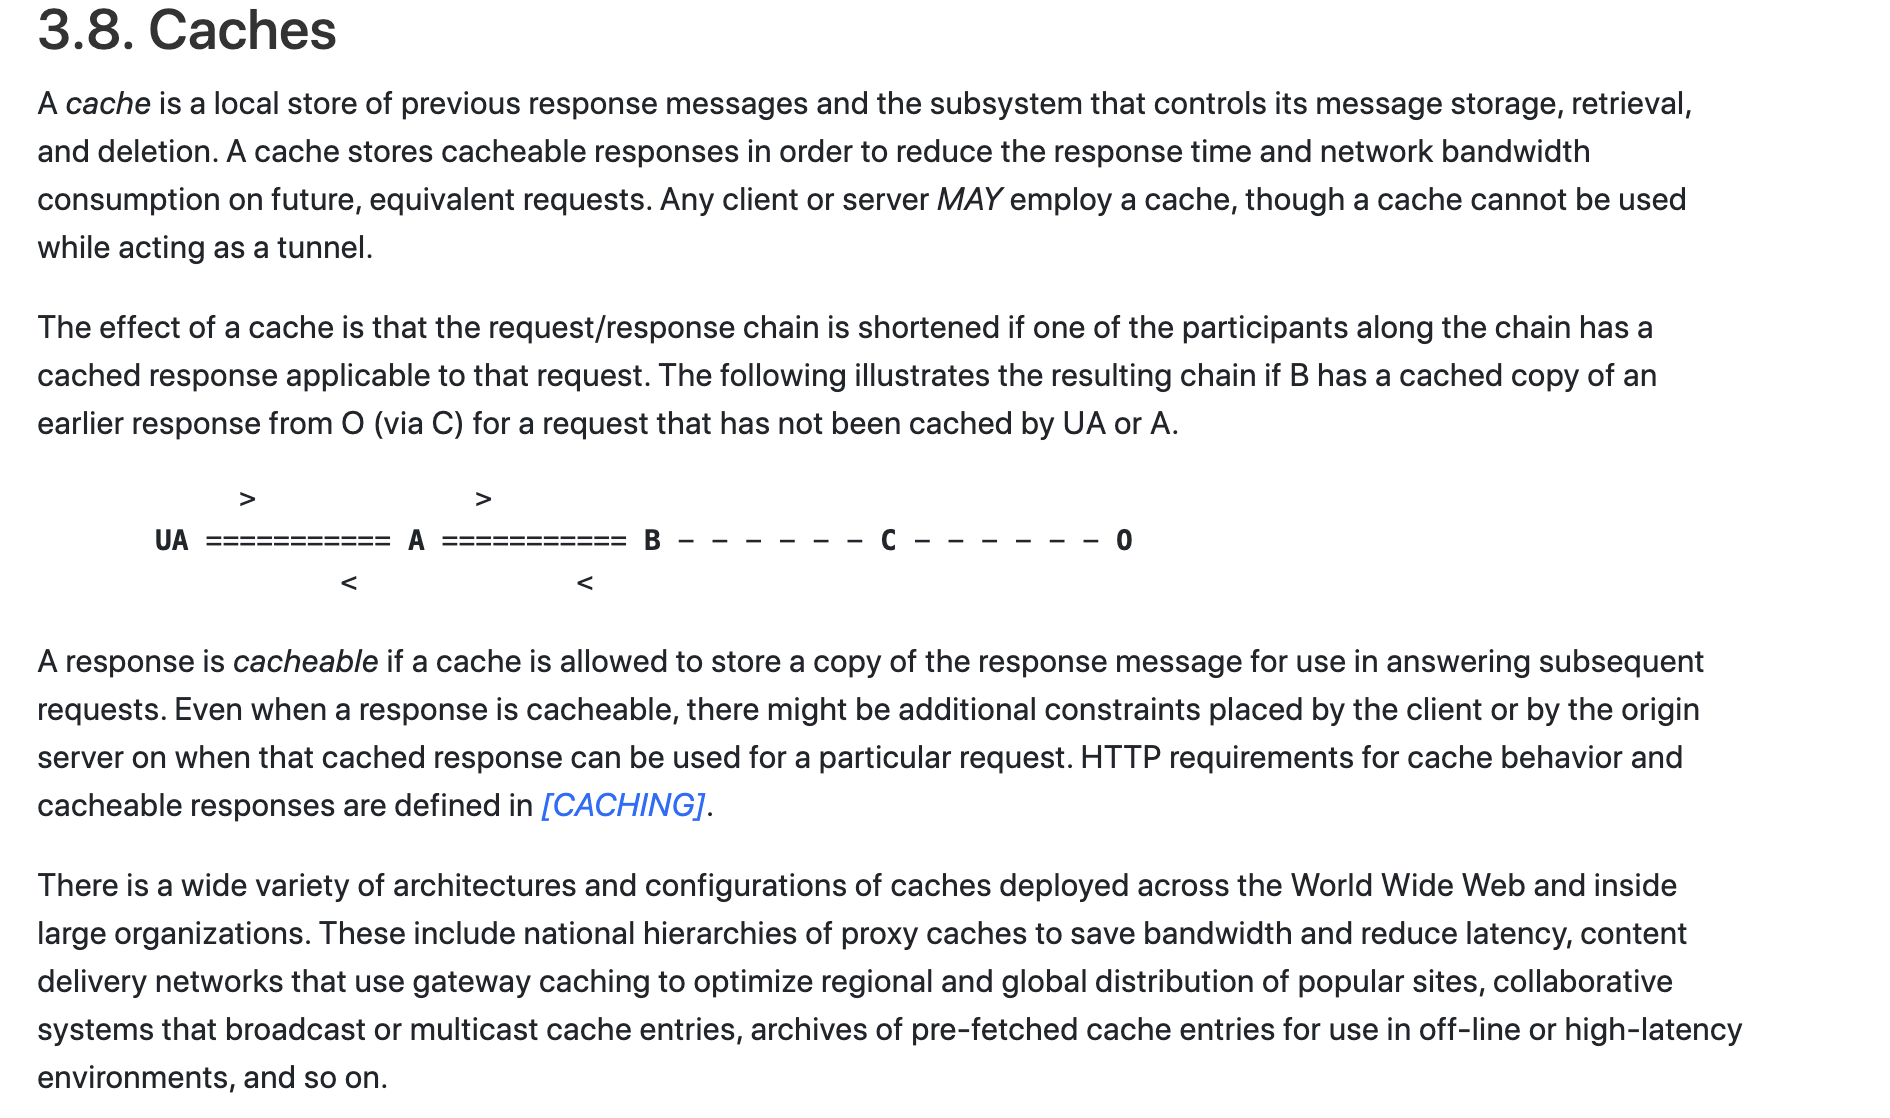 3.8. Caches
A cache is a local store of previous response messages and the subsystem that controls its message storage, retrieval,
and deletion. A cache stores cacheable responses in order to reduce the response time and network bandwidth
consumption on future, equivalent requests. Any client or server MAY employ a cache, though a cache cannot be used
while acting as a tunnel.
The effect of a cache is that the request/response chain is shortened if one of the participants along the chain has a
cached response applicable to that request. The following illustrates the resulting chain if B has a cached copy of an
earlier response from O (via C) for a request that has not been cached by UA or A.
> >
UA =========== A =========== B - - - - - - C - - - - - - O
< <
A response is cacheable if a cache is allowed to store a copy of the response message for use in answering subsequent
requests. Even when a response is cacheable, there might be additional constraints placed by the client or by the origin
server on when that cached response can be used for a particular request. HTTP requirements for cache behavior and
cacheable responses are defined in [CACHING].
There is a wide variety of architectures and configurations of caches deployed across the World Wide Web and inside
large organizations. These include national hierarchies of proxy caches to save bandwidth and reduce latency, content
delivery networks that use gateway caching to optimize regional and global distribution of popular sites, collaborative
systems that broadcast or multicast cache entries, archives of pre-fetched cache entries for use in off-line or high-latency
environments, and so on.